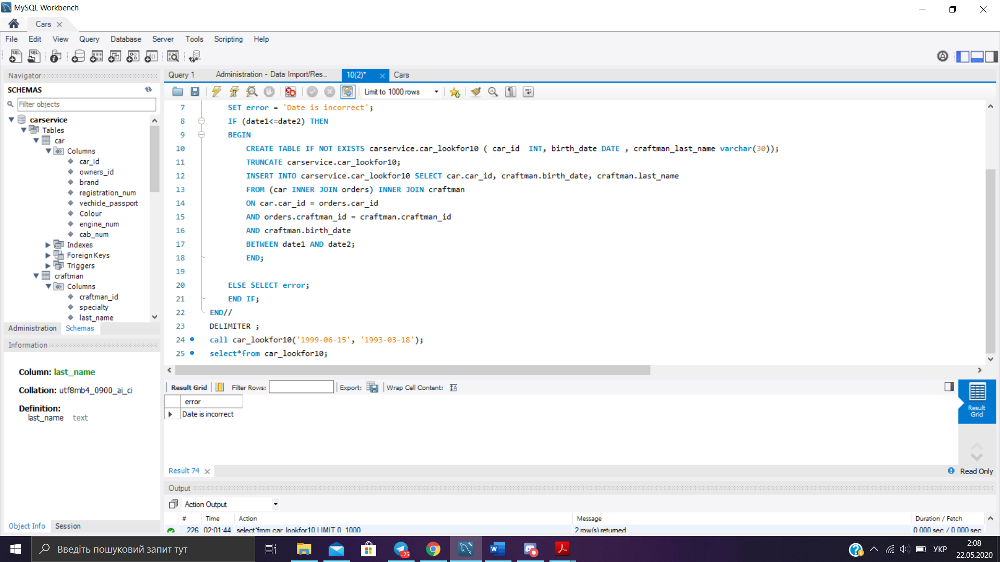 MySQL Workbench
Cars
File Edit View Query Database Server Tools Scripting Help
Navigator
SCHEMAS
Filter objects
carservice
Tables
car
Columns
car_id
owners_id
brand
registration_num
vechicle_passport
Colour
engine_num
cab_num
Indexes
Foreign Keys
Triggers
craftman
Columns
craftman_id
specialty
last_name
Administration Schemas
Information
Column: last_name
Collation: utf8mb4_0900_ai_ci
Definition:
last_name text
Object Info Session
Query 1 Administration - Data Import/Res... 10(2)* Cars
Limit to 1000 rows
7 SET error = 'Date is incorrect';
8 IF (date1<=date2) THEN
9 BEGIN
10 CREATE TABLE IF NOT EXISTS carservice.car_lookfor10 ( car_id  INT, birth_date DATE , craftman_last_name varchar(30));
11 TRUNCATE carservice.car_lookfor10;
12 INSERT INTO carservice.car_lookfor10 SELECT car.car_id, craftman.birth_date, craftman.last_name
13 FROM (car INNER JOIN orders) INNER JOIN craftman
14 ON car.car_id = orders.car_id
15 AND orders.craftman_id = craftman.craftman_id
16 AND craftman.birth_date
17 BETWEEN date1 AND date2;
18 END;
19
20 ELSE SELECT error;
21 END IF;
22 END//
23 DELIMITER ;
24 call car_lookfor10('1999-06-15', '1993-03-18');
25 select*from car_lookfor10;
Result Grid Filter Rows: Export: Wrap Cell Content:
error
Date is incorrect
Result Grid
Result 74
Read Only
Output
Action Output
# Time Action Message Duration / Fetch
226 02:01:44 select*from car_lookfor10 LIMIT 0, 1000 2 row(s) returned 0.000 sec / 0.000 sec
Введіть пошуковий запит тут
..25
УКР
2:08
22.05.2020